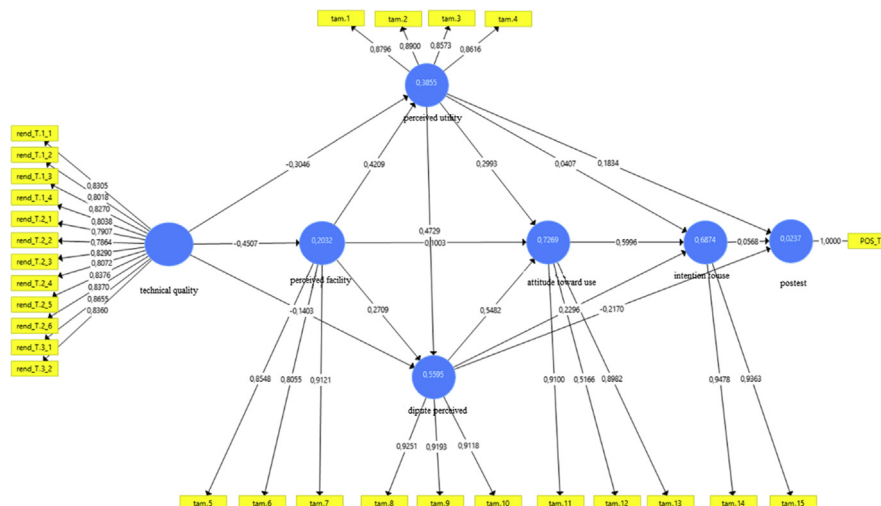 tam.1
tam.2
tam.3
tam.4
0,8796
0,8900
0,8573
0,8616
0,3855
perceived utility
rend_T.1_1
rend_T.1_2
rend_T.1_3
rend_T.1_4
rend_T.2_1
rend_T.2_2
rend_T.2_3
rend_T.2_4
rend_T.2_5
rend_T.2_6
rend_T.3_1
rend_T.3_2
0,8305
0,8018
0,8270
0,8038
0,7907
0,7864
0,8290
0,8072
0,8376
0,8370
0,8655
0,8360
technical quality
-0,3046
0,4209
0,2993
0,0407
0,1834
-0,4507
0,2032
perceived facility
0,4729
0,1003
0,7269
attitude toward use
0,5996
0,6874
intention to use
0,0568
0,0237
postest
1,0000
POS_T
-0,1403
0,2709
0,5482
0,2296
-0,2170
0,5595
dipute perceived
0,8548
0,8055
0,9121
0,9251
0,9193
0,9118
0,9100
0,5166
0,8982
0,9478
0,9363
tam.5
tam.6
tam.7
tam.8
tam.9
tam.10
tam.11
tam.12
tam.13
tam.14
tam.15